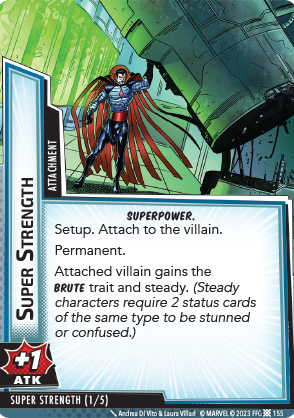 SUPER STRENGTH
ATTACHMENT
SUPERPOWER.
Setup. Attach to the villain.
Permanent.
Attached villain gains the
BRUTE trait and steady. (Steady
characters require 2 status cards
of the same type to be stunned
or confused.)
+1
ATK
SUPER STRENGTH (1/5)
Andrea Di Vito & Laura Villari © MARVEL © 2023 FFG 155